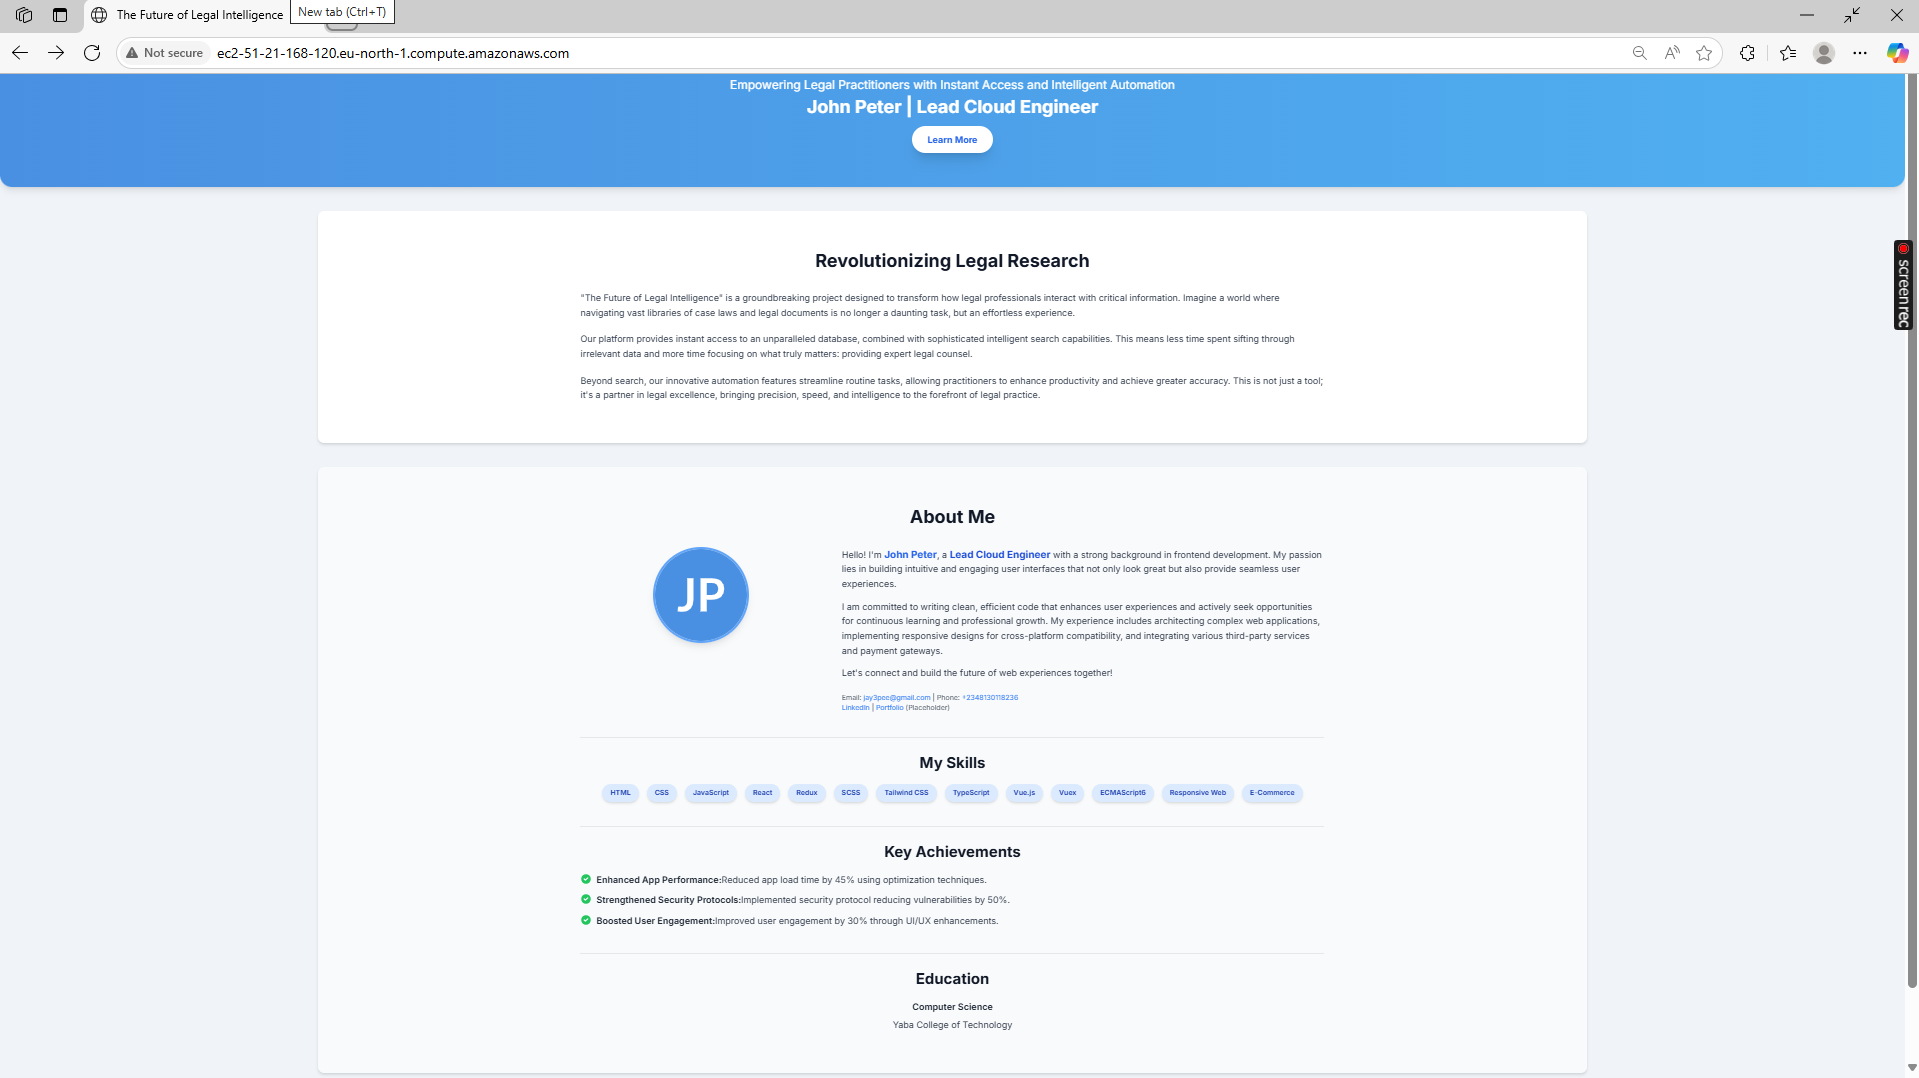 The Future of Legal Intelligence
New tab (Ctrl+T)
Not secure
ec2-51-21-168-120.eu-north-1.compute.amazonaws.com
Empowering Legal Practitioners with Instant Access and Intelligent Automation
John Peter | Lead Cloud Engineer
Learn More
screenrec
Revolutionizing Legal Research
"The Future of Legal Intelligence" is a groundbreaking project designed to transform how legal professionals interact with critical information. Imagine a world where
navigating vast libraries of case laws and legal documents is no longer a daunting task, but an effortless experience.
Our platform provides instant access to an unparalleled database, combined with sophisticated intelligent search capabilities. This means less time spent sifting through
irrelevant data and more time focusing on what truly matters: providing expert legal counsel.
Beyond search, our innovative automation features streamline routine tasks, allowing practitioners to enhance productivity and achieve greater accuracy. This is not just a tool;
it's a partner in legal excellence, bringing precision, speed, and intelligence to the forefront of legal practice.
About Me
JP
Hello! I'm John Peter, a Lead Cloud Engineer with a strong background in frontend development. My passion
lies in building intuitive and engaging user interfaces that not only look great but also provide seamless user
experiences.
I am committed to writing clean, efficient code that enhances user experiences and actively seek opportunities
for continuous learning and professional growth. My experience includes architecting complex web applications,
implementing responsive designs for cross-platform compatibility, and integrating various third-party services
and payment gateways.
Let's connect and build the future of web experiences together!
Email: jay3pee@gmail.com | Phone: +2348130118236
LinkedIn | Portfolio (Placeholder)
My Skills
HTML CSS JavaScript React Redux SCSS Tailwind CSS TypeScript Vue.js Vuex ECMAScript6 Responsive Web E-Commerce
Key Achievements
Enhanced App Performance:Reduced app load time by 45% using optimization techniques.
Strengthened Security Protocols:Implemented security protocol reducing vulnerabilities by 50%.
Boosted User Engagement:Improved user engagement by 30% through UI/UX enhancements.
Education
Computer Science
Yaba College of Technology